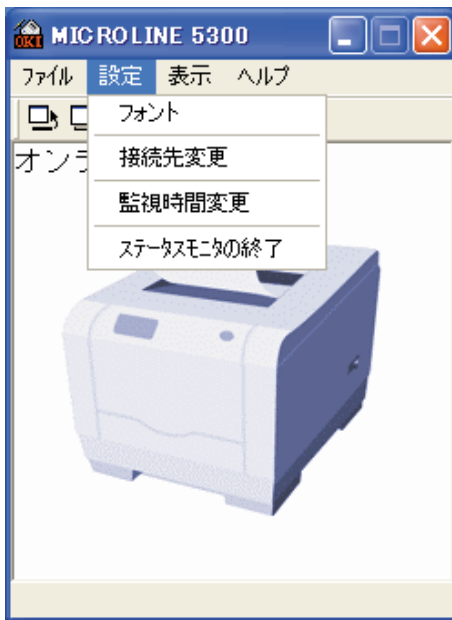 OKI MICROLINE 5300
ﾌｧｲﾙ 設定 表示 ヘルプ
フォント
接続先変更
監視時間変更
ｽﾃｰﾀｽﾓﾆﾀの終了
オンラ